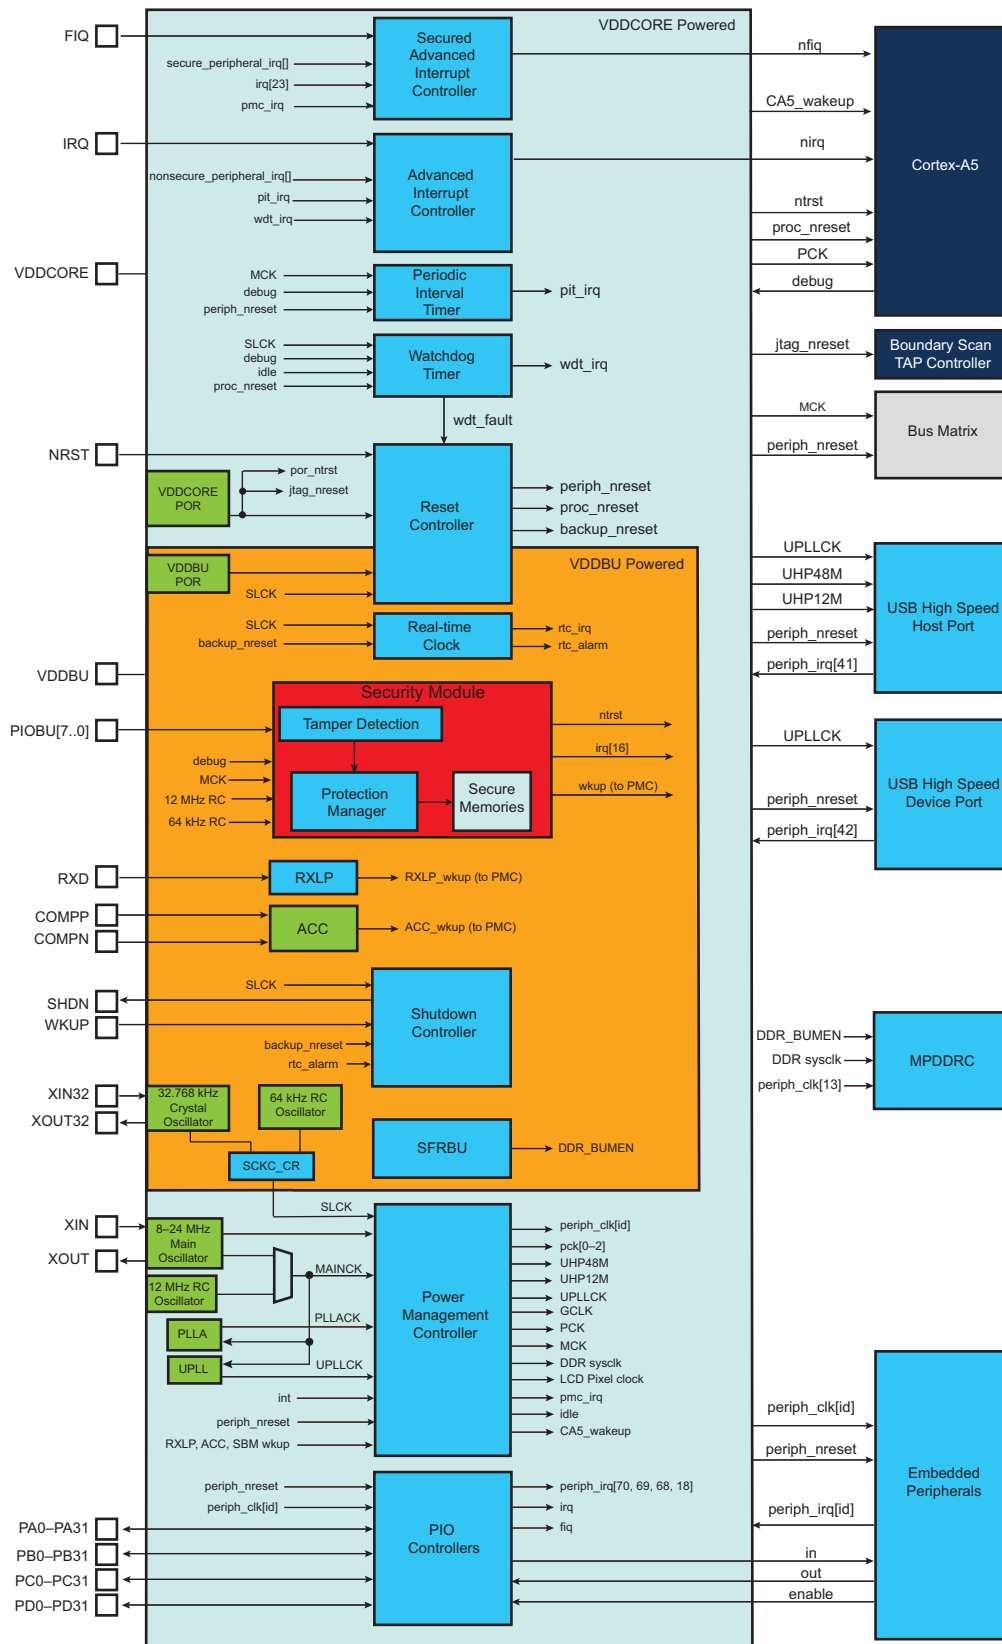 VDDCORE Powered
FIQ
Secured
Advanced
Interrupt
Controller
secure_peripheral_irq[]
irq[23]
pmc_irq
nfiq
CA5_wakeup
IRQ
nirq
Advanced
Interrupt
Controller
nonsecure_peripheral_irq[]
pit_irq
wdt_irq
Cortex-A5
ntrst
proc_nreset
PCK
debug
VDDCORE
MCK
debug
periph_nreset
Periodic
Interval
Timer
pit_irq
SLCK
debug
idle
proc_nreset
Watchdog
Timer
wdt_irq
jtag_nreset
Boundary Scan
TAP Controller
wdt_fault
MCK
periph_nreset
Bus Matrix
NRST
VDDCORE
POR
por_ntrst
jtag_nreset
Reset
Controller
periph_nreset
proc_nreset
backup_nreset
VDDBU Powered
VDDBU
POR
SLCK
UPLLCK
UHP48M
UHP12M
periph_nreset
periph_irq[41]
USB High Speed
Host Port
SLCK
backup_nreset
Real-time
Clock
rtc_irq
rtc_alarm
VDDBU
PIOBU[7..0]
Security Module
Tamper Detection
Protection
Manager
Secure
Memories
debug
MCK
12 MHz RC
64 kHz RC
ntrst
irq[16]
wkup (to PMC)
UPLLCK
periph_nreset
periph_irq[42]
USB High Speed
Device Port
RXD
RXLP
RXLP_wkup (to PMC)
COMPP
COMPN
ACC
ACC_wkup (to PMC)
SHDN
WKUP
SLCK
backup_nreset
rtc_alarm
Shutdown
Controller
DDR_BUMEN
DDR sysclk
periph_clk[13]
MPDDRC
XIN32
XOUT32
32.768 kHz
Crystal
Oscillator
64 kHz RC
Oscillator
SCKC_CR
SFRBU
DDR_BUMEN
SLCK
XIN
XOUT
8–24 MHz
Main
Oscillator
12 MHz RC
Oscillator
MAINCK
PLLACK
PLLA
UPLL
UPLLCK
int
periph_nreset
RXLP, ACC, SBM wkup
Power
Management
Controller
periph_clk[id]
pck[0–2]
UHP48M
UHP12M
UPLLCK
GCLK
PCK
MCK
DDR sysclk
LCD Pixel clock
pmc_irq
idle
CA5_wakeup
periph_nreset
periph_clk[id]
PA0–PA31
PB0–PB31
PC0–PC31
PD0–PD31
PIO
Controllers
periph_irq[70, 69, 68, 18]
irq
fiq
periph_clk[id]
periph_nreset
periph_irq[id]
in
out
enable
Embedded
Peripherals